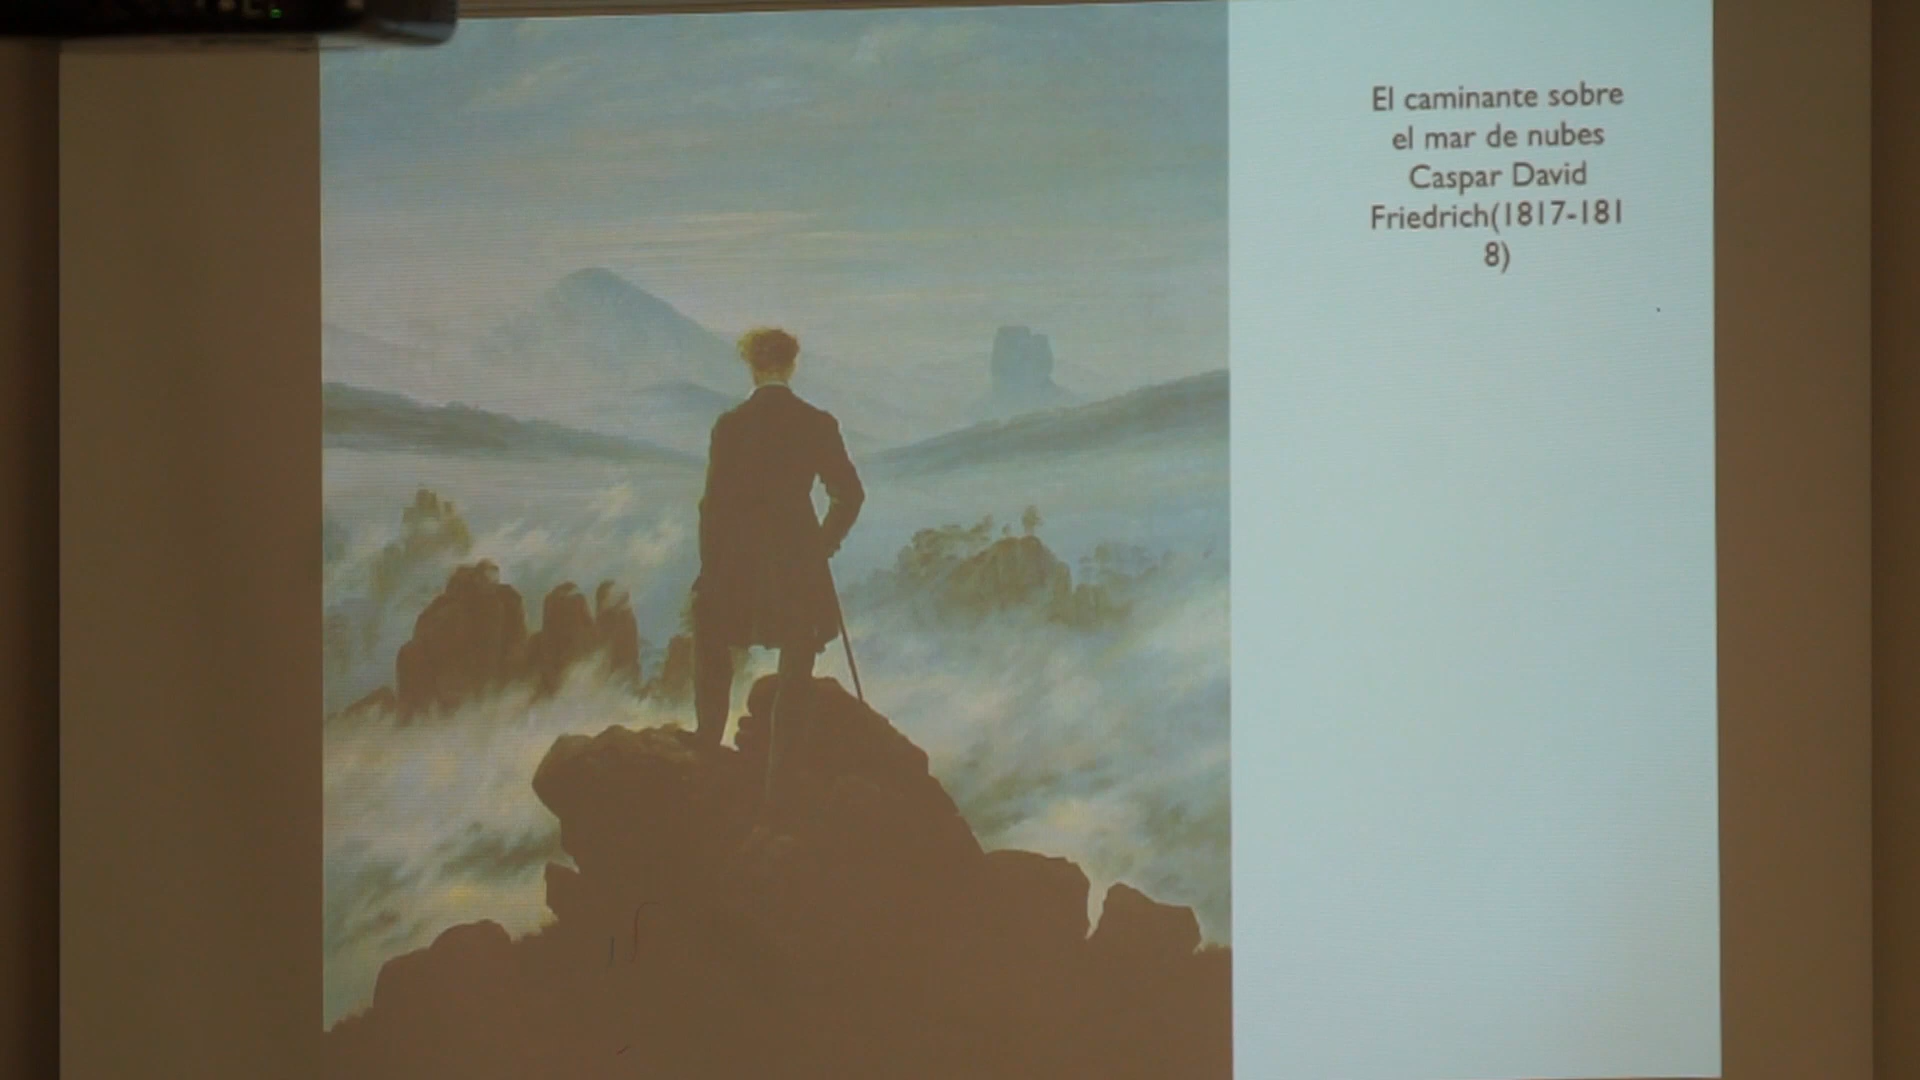 El caminante sobre
el mar de nubes
Caspar David
Friedrich(1817-181
8)